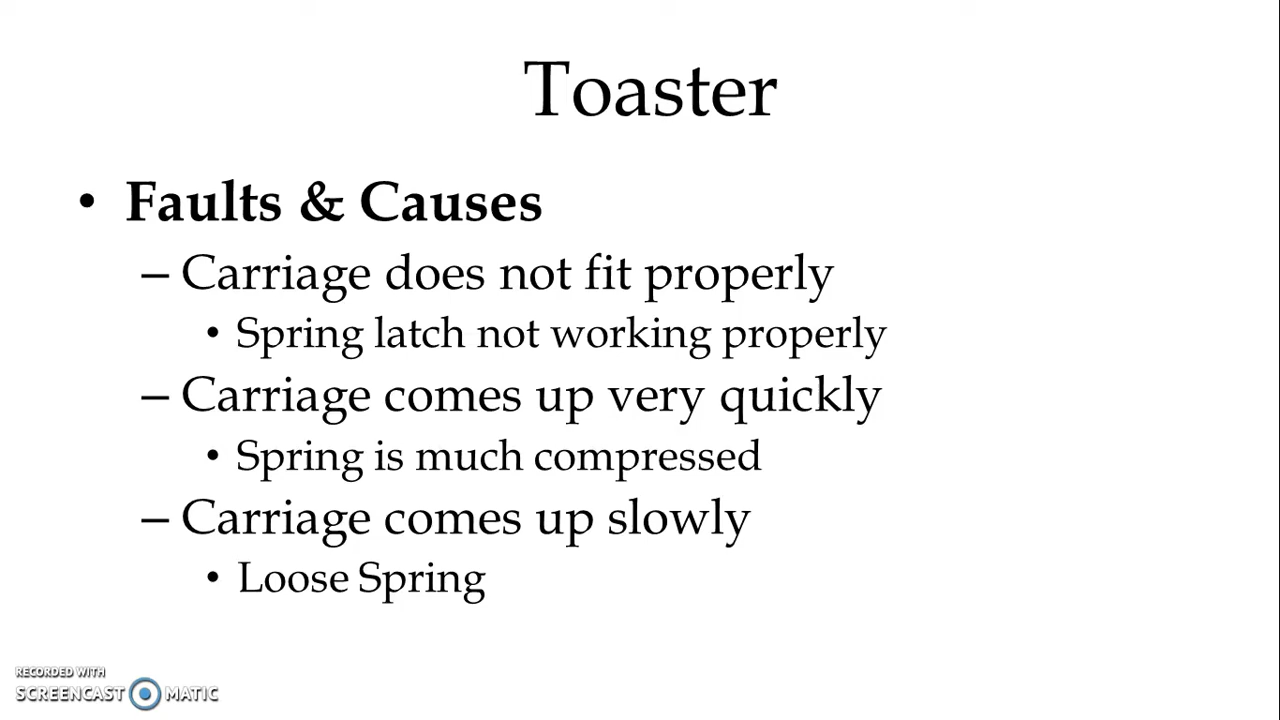 Toaster
• Faults & Causes
– Carriage does not fit properly
• Spring latch not working properly
– Carriage comes up very quickly
• Spring is much compressed
– Carriage comes up slowly
• Loose Spring
RECORDED WITH
SCREENCAST MATIC